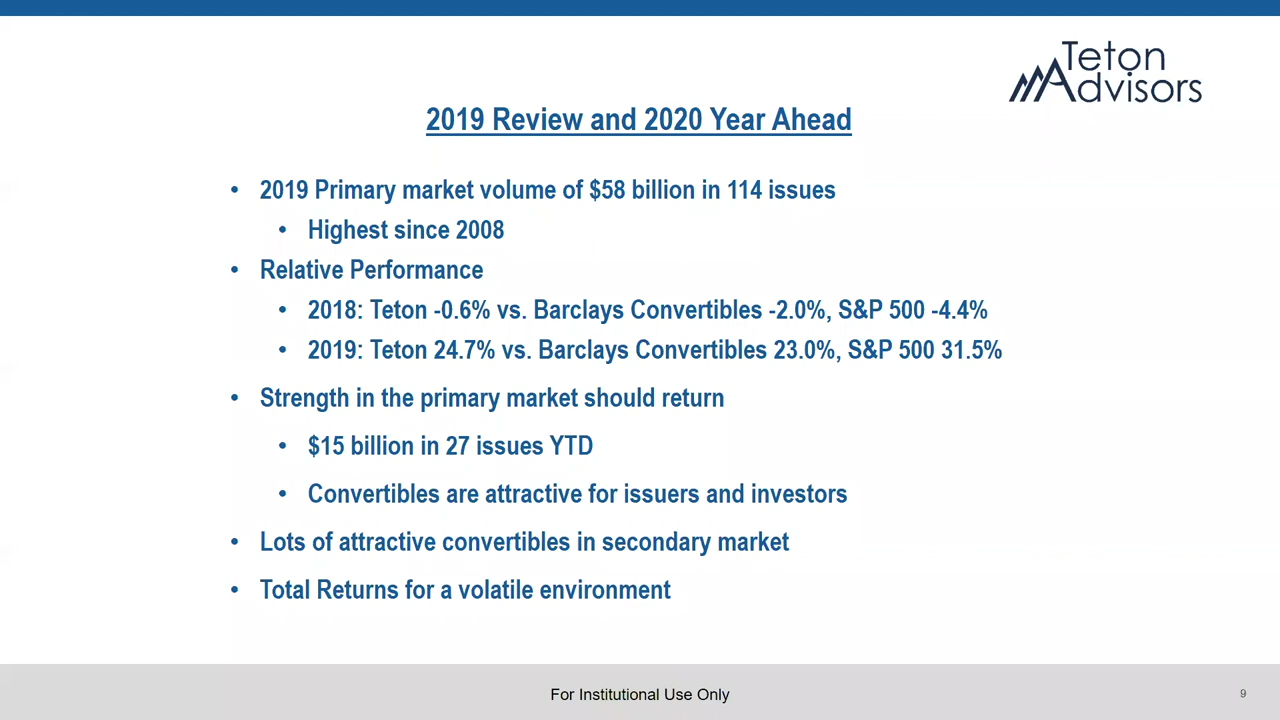 Teton
Advisors
2019 Review and 2020 Year Ahead
• 2019 Primary market volume of $58 billion in 114 issues
• Highest since 2008
• Relative Performance
• 2018: Teton -0.6% vs. Barclays Convertibles -2.0%, S&P 500 -4.4%
• 2019: Teton 24.7% vs. Barclays Convertibles 23.0%, S&P 500 31.5%
• Strength in the primary market should return
• $15 billion in 27 issues YTD
• Convertibles are attractive for issuers and investors
• Lots of attractive convertibles in secondary market
• Total Returns for a volatile environment
For Institutional Use Only
9